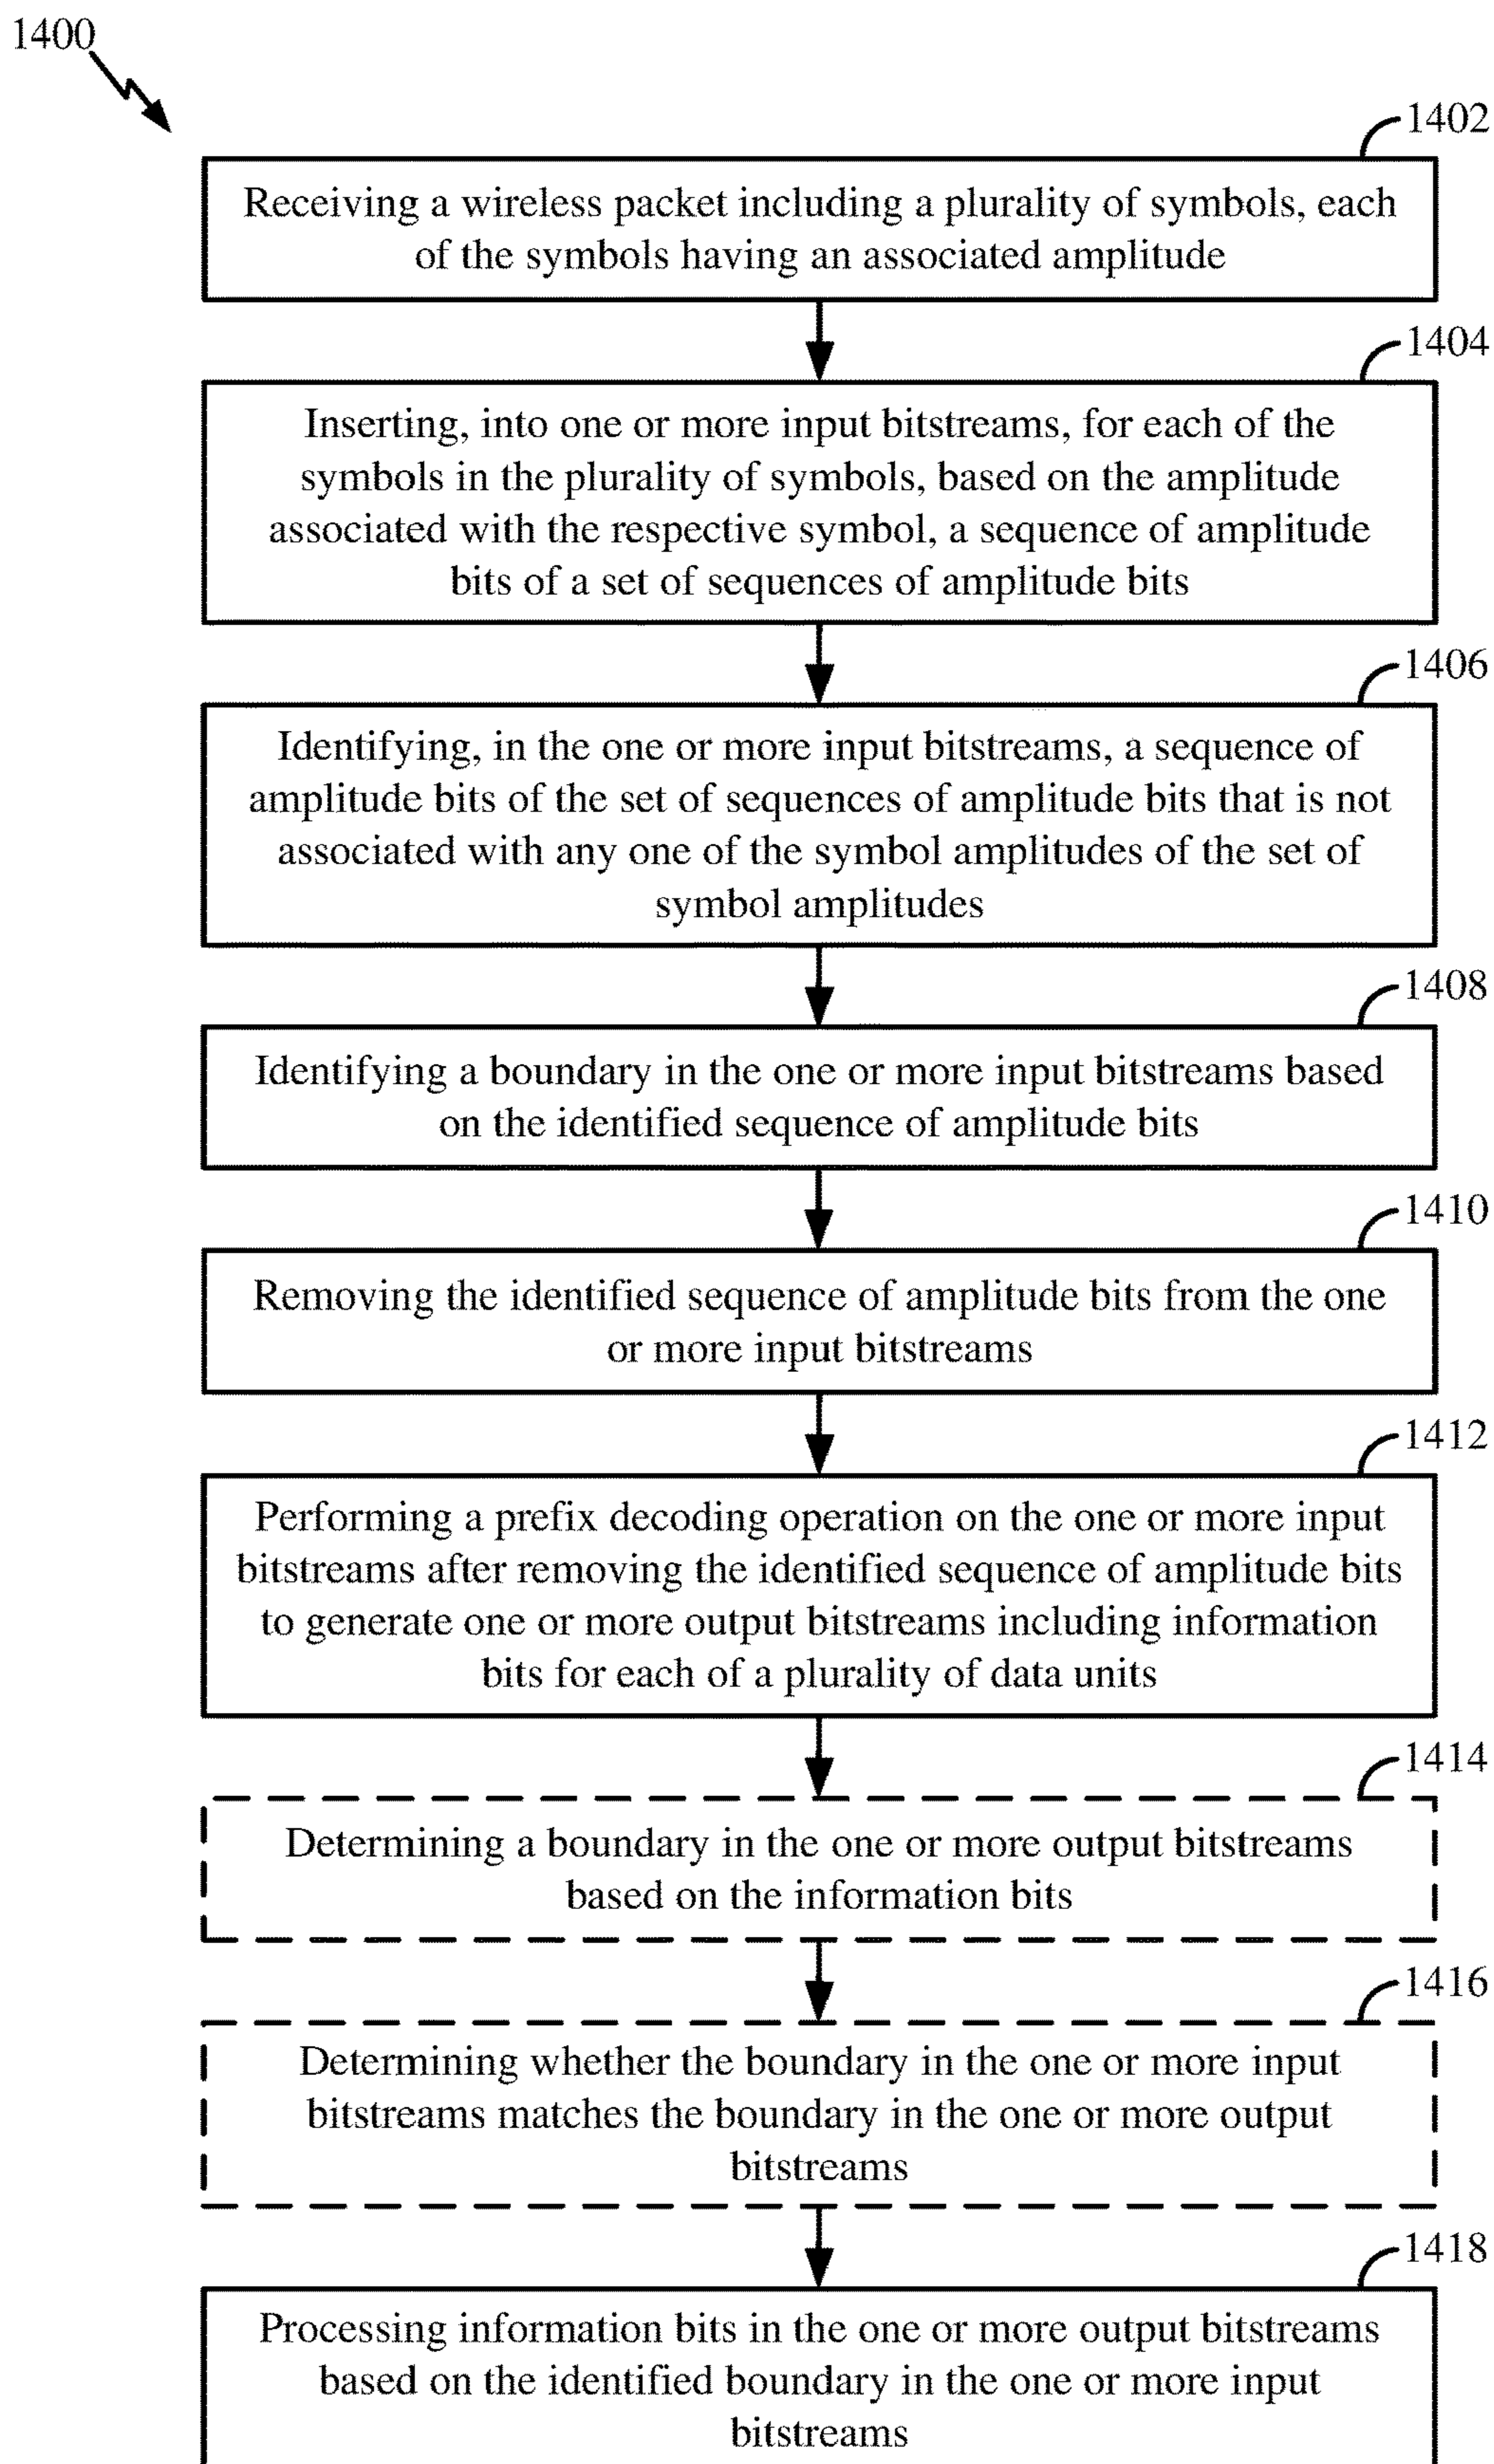 1400
1402
Receiving a wireless packet including a plurality of symbols, each
of the symbols having an associated amplitude
1404
Inserting, into one or more input bitstreams, for each of the
symbols in the plurality of symbols, based on the amplitude
associated with the respective symbol, a sequence of amplitude
bits of a set of sequences of amplitude bits
1406
Identifying, in the one or more input bitstreams, a sequence of
amplitude bits of the set of sequences of amplitude bits that is not
associated with any one of the symbol amplitudes of the set of
symbol amplitudes
1408
Identifying a boundary in the one or more input bitstreams based
on the identified sequence of amplitude bits
1410
Removing the identified sequence of amplitude bits from the one
or more input bitstreams
1412
Performing a prefix decoding operation on the one or more input
bitstreams after removing the identified sequence of amplitude bits
to generate one or more output bitstreams including information
bits for each of a plurality of data units
1414
Determining a boundary in the one or more output bitstreams
based on the information bits
1416
Determining whether the boundary in the one or more input
bitstreams matches the boundary in the one or more output
bitstreams
1418
Processing information bits in the one or more output bitstreams
based on the identified boundary in the one or more input
bitstreams